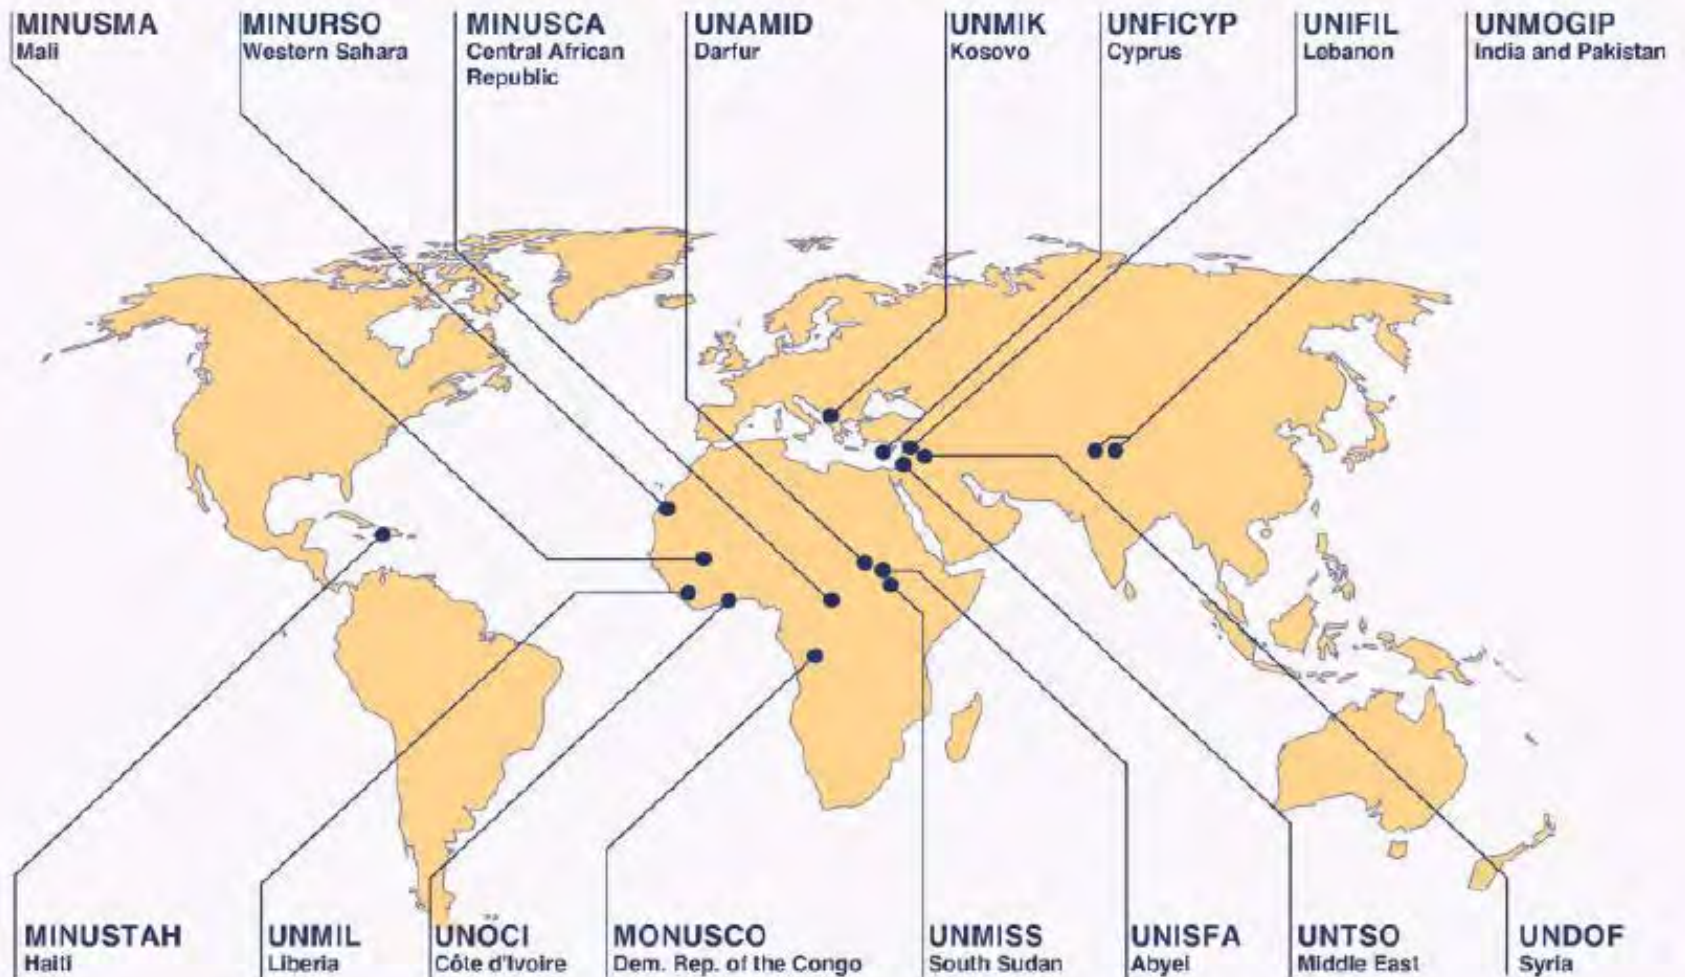 MINUSMA
Mali
MINURSO
Western Sahara
MINUSCA
Central African
Republic
UNAMID
Darfur
UNMIK
Kosovo
UNFICYP
Cyprus
UNIFIL
Lebanon
UNMOGIP
India and Pakistan
MINUSTAH
Haiti
UNMIL
Liberia
UNOCI
Côte d'Ivoire
MONUSCO
Dem. Rep. of the Congo
UNMISS
South Sudan
UNISFA
Abyei
UNTSO
Middle East
UNDOF
Syria